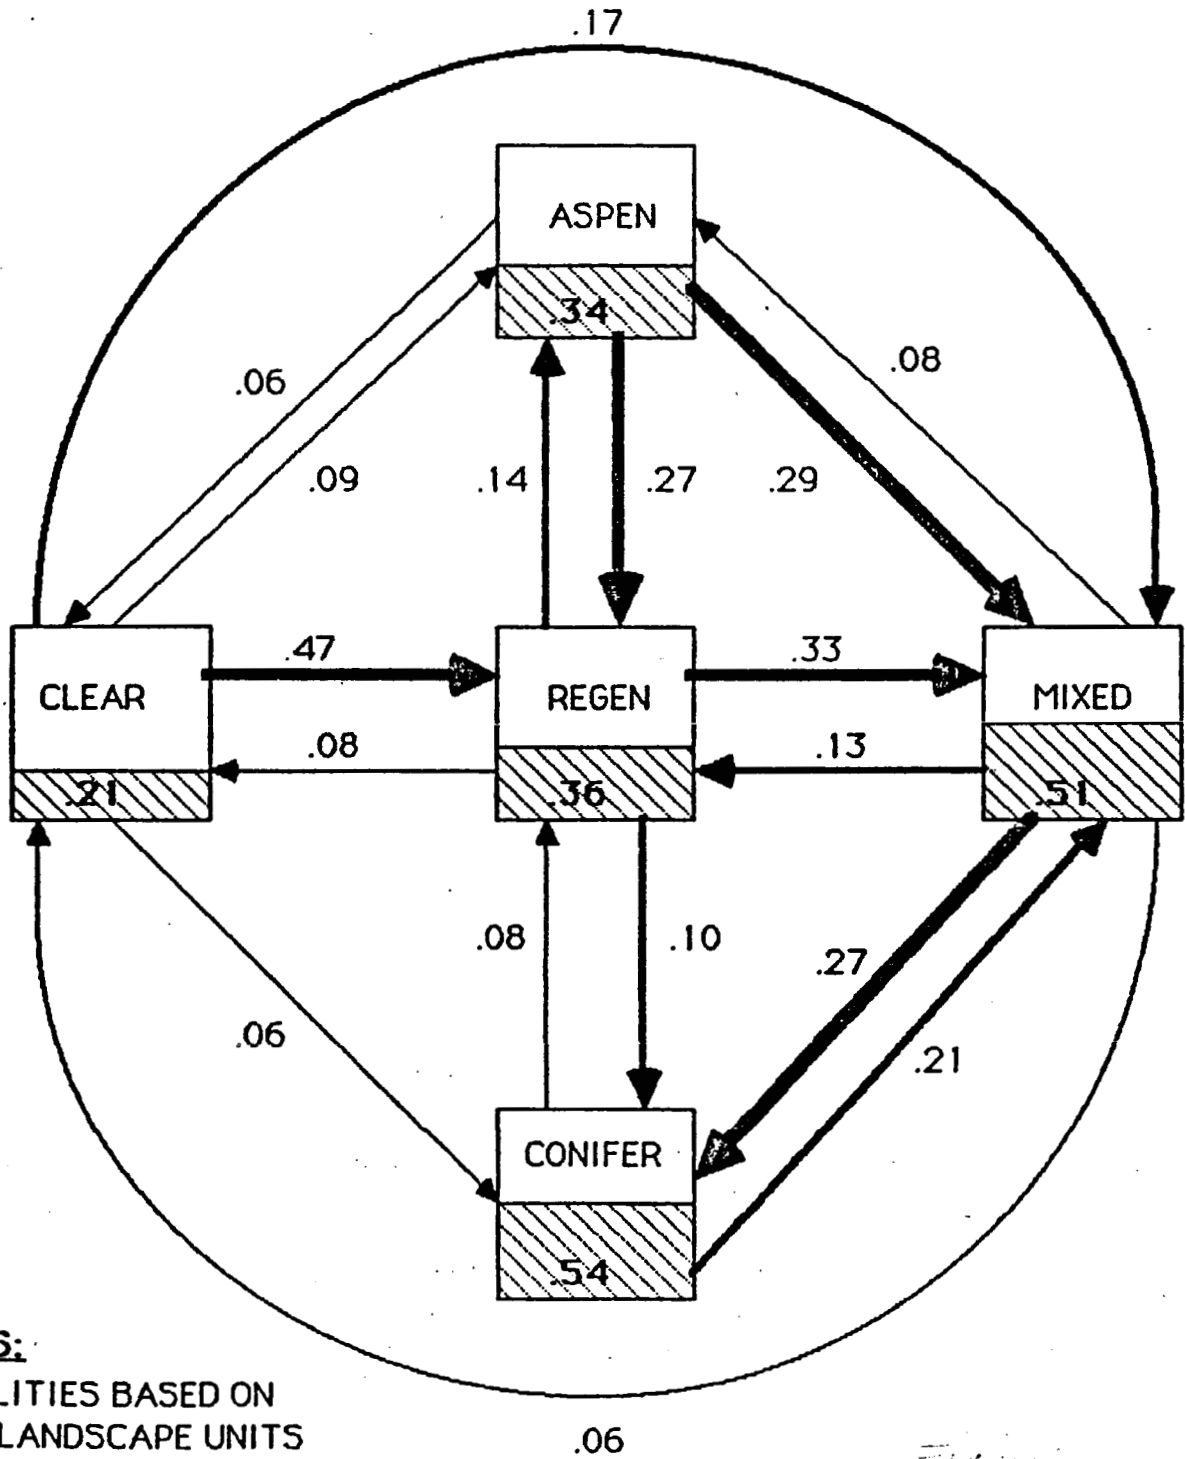 .17
ASPEN
.34
.08
.06
.09
.14
.27
.29
.47
.33
CLEAR
REGEN
MIXED
.08
.13
.21
.36
.51
.08
.10
.27
.06
.21
CONIFER
.54
S:
LITIES BASED ON
LANDSCAPE UNITS
.06